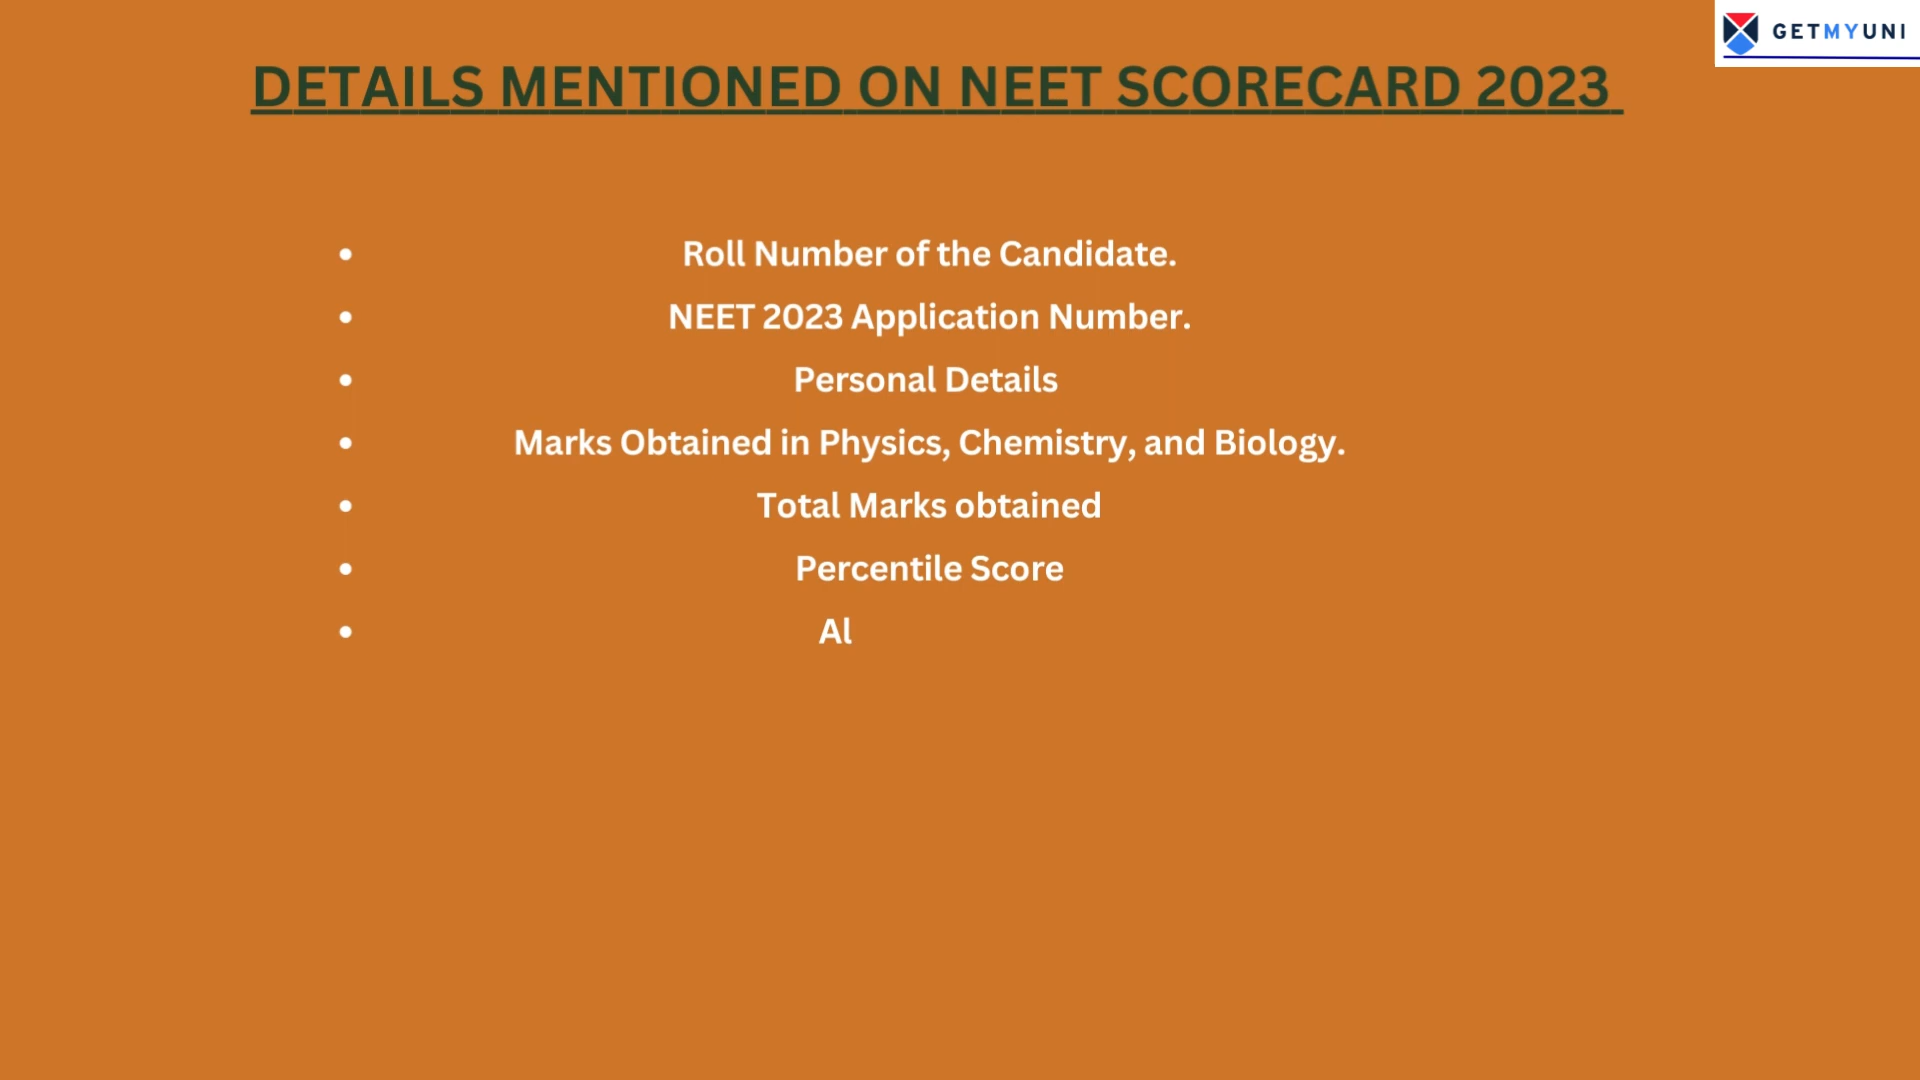 GETMYUNI
DETAILS MENTIONED ON NEET SCORECARD 2023
• Roll Number of the Candidate.
• NEET 2023 Application Number.
• Personal Details
• Marks Obtained in Physics, Chemistry, and Biology.
• Total Marks obtained
• Percentile Score
• Al